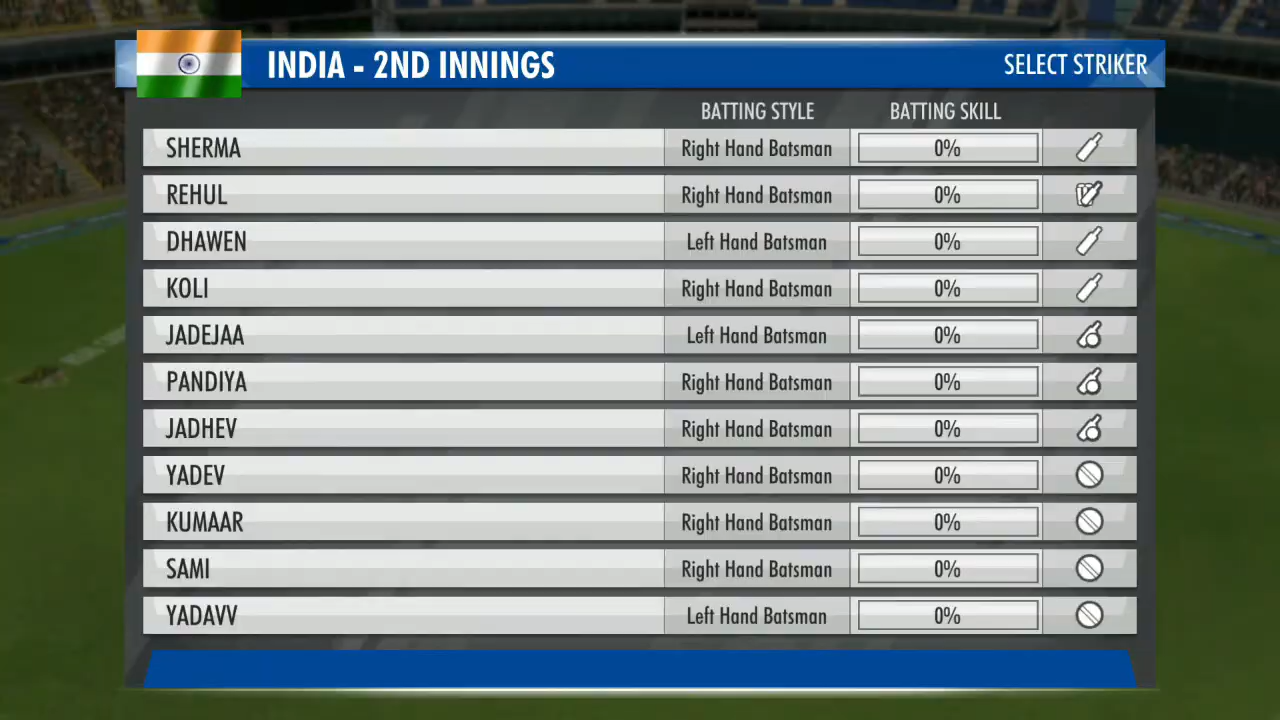 INDIA - 2ND INNINGS SELECT STRIKER
BATTING STYLE BATTING SKILL
SHERMA Right Hand Batsman 0%
REHUL Right Hand Batsman 0%
DHAWEN Left Hand Batsman 0%
KOLI Right Hand Batsman 0%
JADEJAA Left Hand Batsman 0%
PANDIYA Right Hand Batsman 0%
JADHEV Right Hand Batsman 0%
YADEV Right Hand Batsman 0%
KUMAAR Right Hand Batsman 0%
SAMI Right Hand Batsman 0%
YADAVV Left Hand Batsman 0%